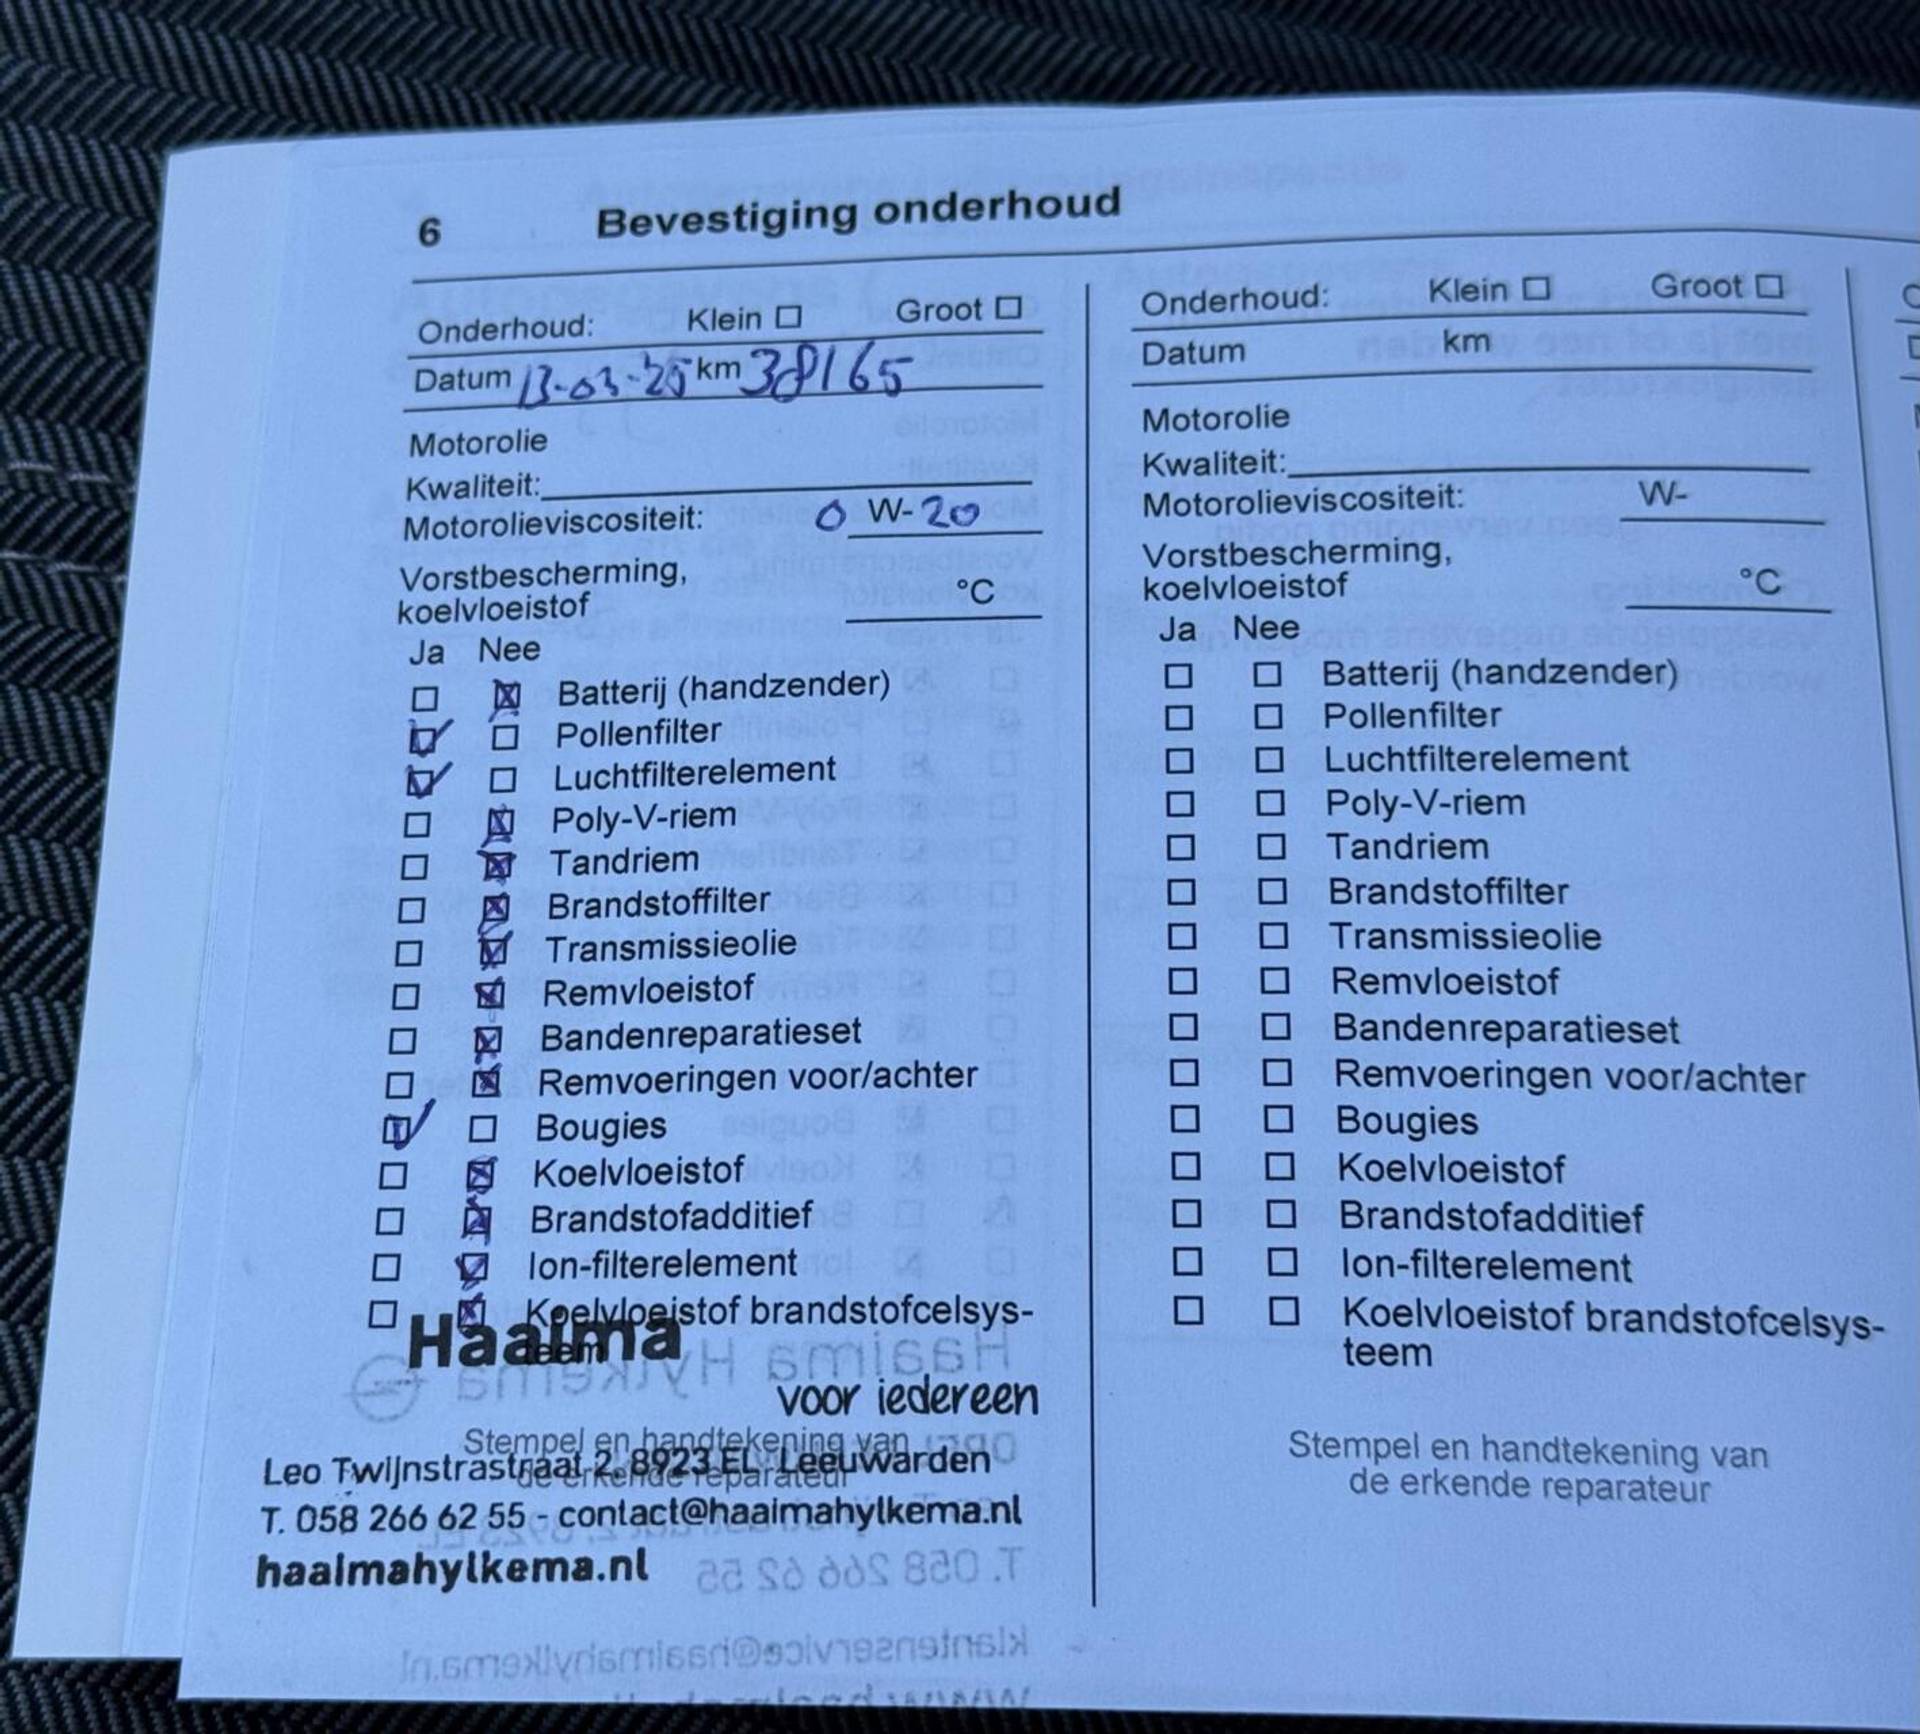 6 Bevestiging onderhoud
Onderhoud: Klein ☐ Groot ☐
Datum 13-03-25 km 38165
Motorolie
Kwaliteit:
Motorolieviscositeit: 0 W-20
Vorstbescherming,
koelvloeistof °C
Ja Nee
☐ ☒ Batterij (handzender)
☑ ☐ Pollenfilter
☑ ☐ Luchtfilterelement
☐ ☒ Poly-V-riem
☐ ☒ Tandriem
☐ ☒ Brandstoffilter
☐ ☒ Transmissieolie
☐ ☒ Remvloeistof
☐ ☒ Bandenreparatieset
☐ ☒ Remvoeringen voor/achter
☑ ☐ Bougies
☐ ☒ Koelvloeistof
☐ ☒ Brandstofadditief
☐ ☒ Ion-filterelement
☐ ☒ Koelvloeistof brandstofcelsys-
teem
Haaima
voor iedereen
Stempel en handtekening van
de erkende reparateur
Leo Twijnstrastraat 2, 8923 EL Leeuwarden
T. 058 266 62 55 - contact@haaimahylkema.nl
haaimahylkema.nl
Onderhoud: Klein ☐ Groot ☐
Datum km
Motorolie
Kwaliteit:
Motorolieviscositeit: W-
Vorstbescherming,
koelvloeistof °C
Ja Nee
☐ ☐ Batterij (handzender)
☐ ☐ Pollenfilter
☐ ☐ Luchtfilterelement
☐ ☐ Poly-V-riem
☐ ☐ Tandriem
☐ ☐ Brandstoffilter
☐ ☐ Transmissieolie
☐ ☐ Remvloeistof
☐ ☐ Bandenreparatieset
☐ ☐ Remvoeringen voor/achter
☐ ☐ Bougies
☐ ☐ Koelvloeistof
☐ ☐ Brandstofadditief
☐ ☐ Ion-filterelement
☐ ☐ Koelvloeistof brandstofcelsys-
teem
Stempel en handtekening van
de erkende reparateur